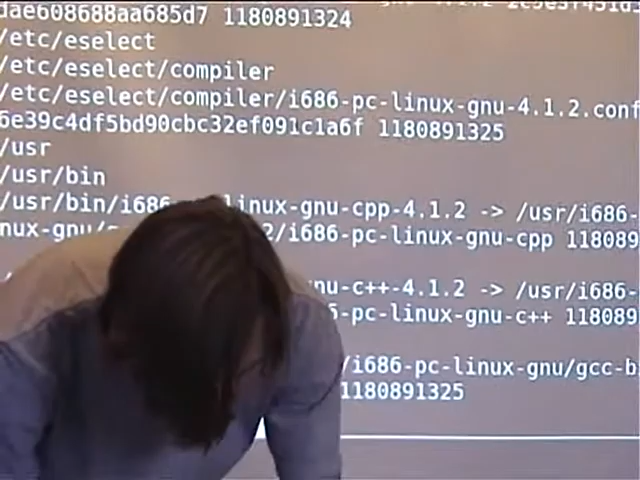 dae608688aa685d7 1180891324
/etc/eselect
/etc/eselect/compiler
/etc/eselect/compiler/i686-pc-linux-gnu-4.1.2.conf
6e39c4df5bd90cbc32ef091c1a6f 1180891325
/usr
/usr/bin
/usr/bin/i686 linux-gnu-cpp-4.1.2 -> /usr/i686-
nux-gnu/ 2/i686-pc-linux-gnu-cpp 118089
nu-c++-4.1.2 -> /usr/i686-
-pc-linux-gnu-c++ 118089
/i686-pc-linux-gnu/gcc-b
1180891325